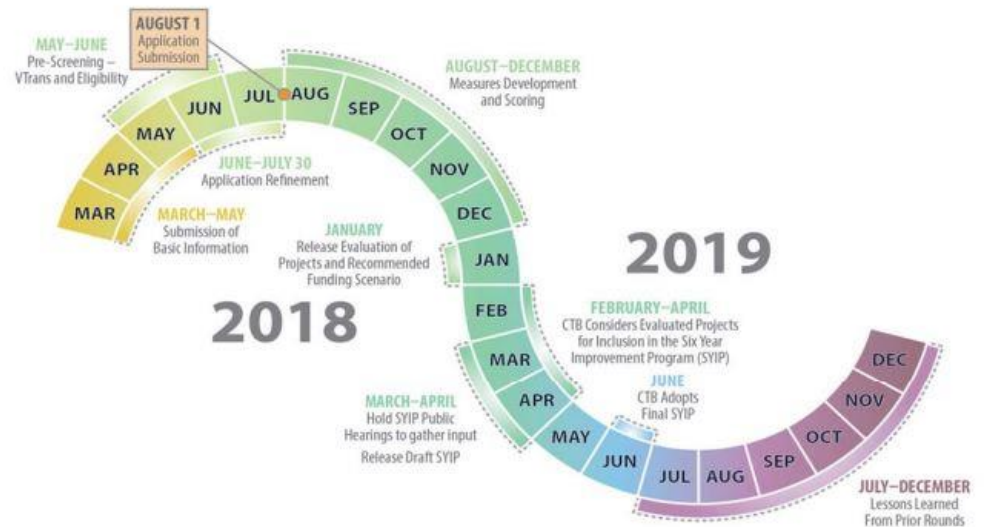 AUGUST 1
Application
Submission
MAY–JUNE
Pre-Screening –
VTrans and Eligibility
AUGUST–DECEMBER
Measures Development
and Scoring
MAR
APR
MAY
JUN
JUL
AUG
SEP
OCT
NOV
DEC
JAN
FEB
MAR
APR
MAY
JUN
JUL
AUG
SEP
OCT
NOV
DEC
JUNE–JULY 30
Application Refinement
MARCH–MAY
Submission of
Basic Information
JANUARY
Release Evaluation of
Projects and Recommended
Funding Scenario
2018
2019
FEBRUARY–APRIL
CTB Considers Evaluated Projects
for Inclusion in the Six Year
Improvement Program (SYIP)
MARCH–APRIL
Hold SYIP Public
Hearings to gather input
Release Draft SYIP
JUNE
CTB Adopts
Final SYIP
JULY–DECEMBER
Lessons Learned
From Prior Rounds